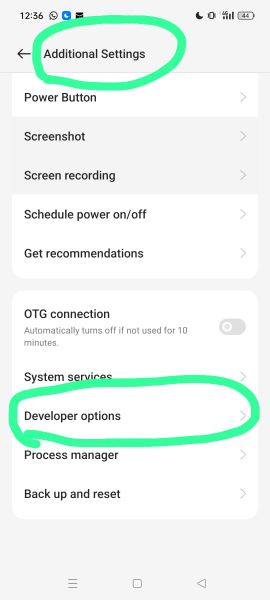 12:36
44
Additional Settings
Power Button
Screenshot
Screen recording
Schedule power on/off
Get recommendations
OTG connection
Automatically turns off if not used for 10
minutes.
System services
Developer options
Process manager
Back up and reset